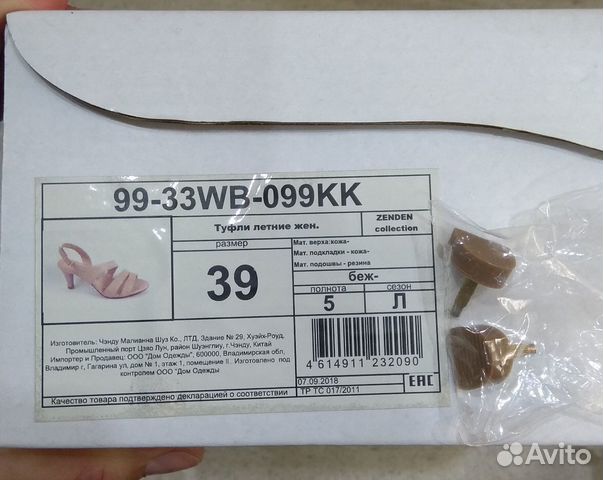 99-33WB-099KK
Туфли летние жен.
ZENDEN
collection
размер
39
Мат. верха:кожа-
Мат. подкладки - кожа-
Мат. подошвы - резина
беж-
полнота
сезон
5
Л
Изготовитель: Чэнду Малианна Шуз Ко., ЛТД, Здание № 29, Хуэйх-Роуд,
Промышленный порт Цзяо Лун, район Шуэнглиу, г.Чэнду, Китай
Импортер и Продавец: ООО "Дом Одежды", 600000, Владимирская обл,
Владимир г, Гагарина ул, дом № 1, этаж 1, помещение II.. Изготовлено под
контролем ООО "Дом Одежды
4 614911 232090
07.09.2018
ТР ТС 017/2011
EAC
Качество товара подтверждено декларацией о соответствии
Avito